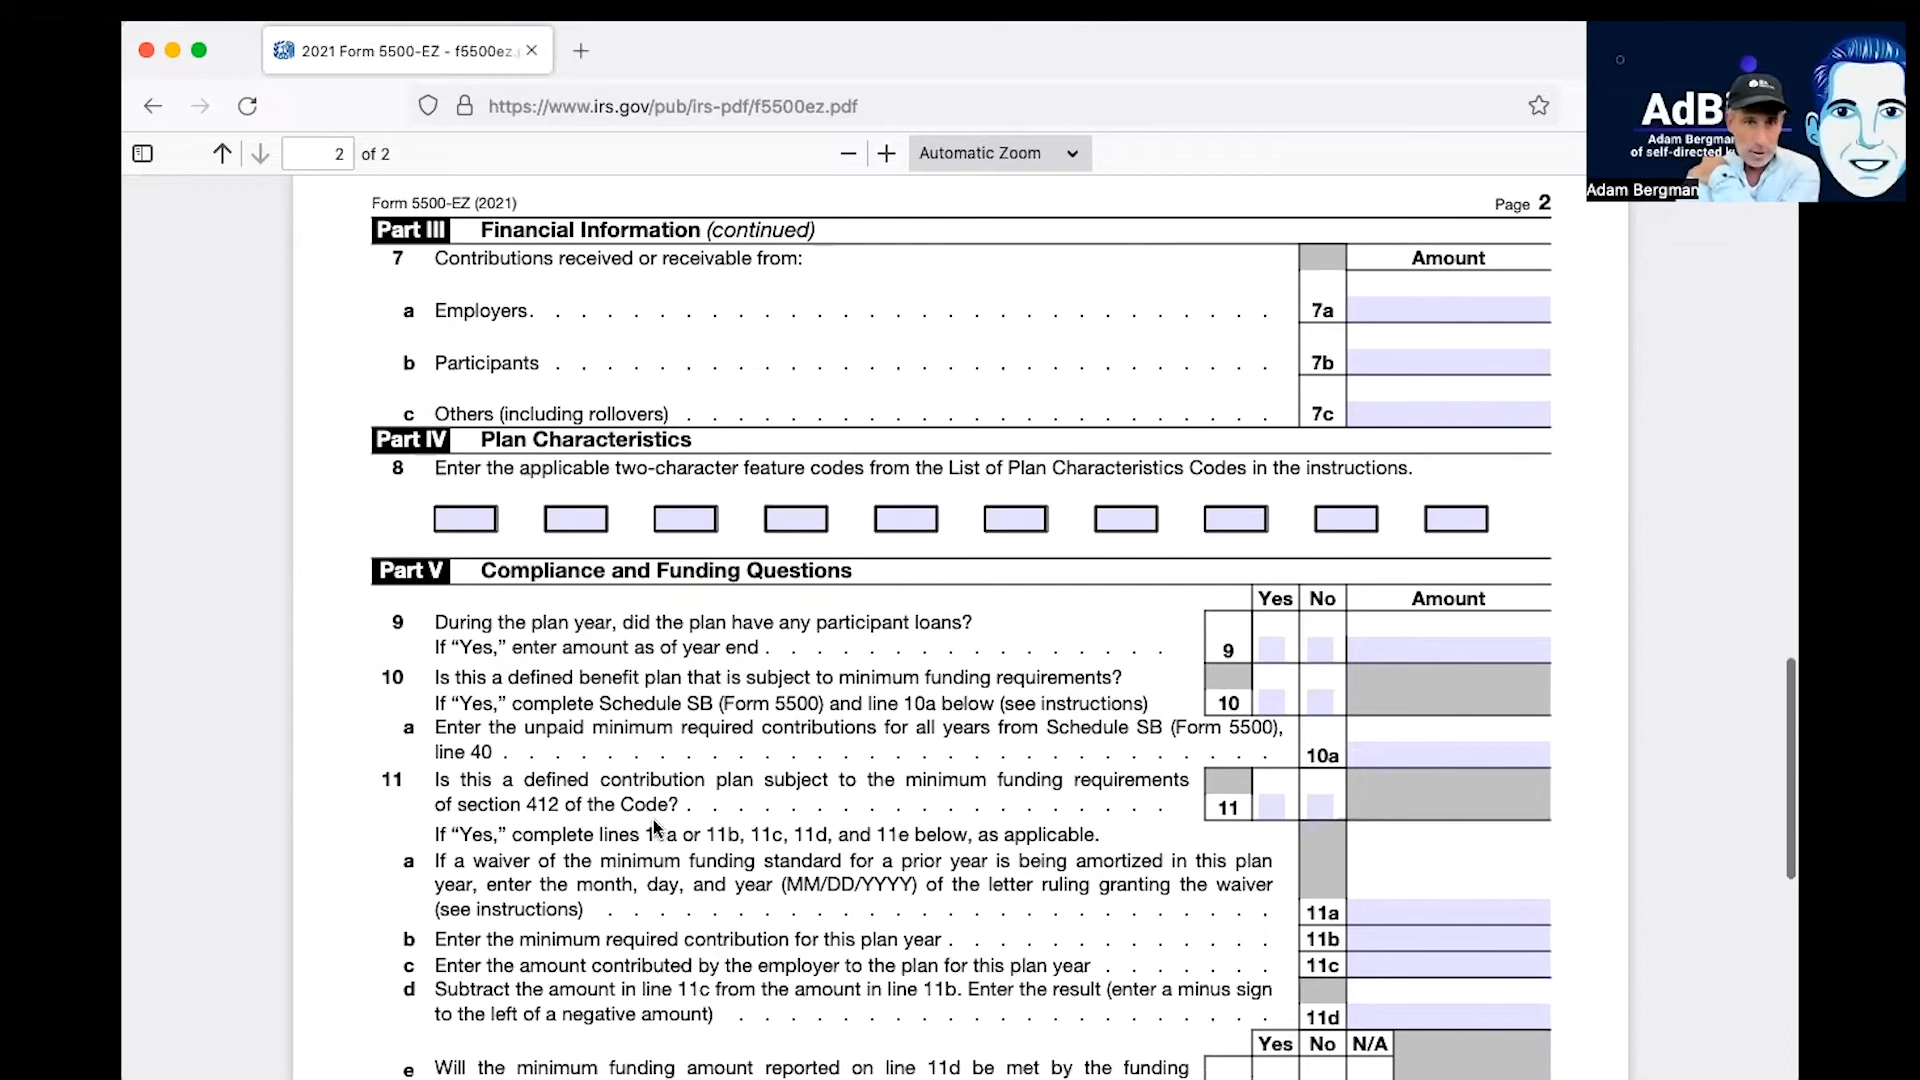 2021 Form 5500-EZ - f5500ez.
https://www.irs.gov/pub/irs-pdf/f5500ez.pdf
2 of 2
Automatic Zoom
AdB
Adam Bergma
of self-directed
Adam Bergman
Form 5500-EZ (2021)
Page 2
Part III Financial Information (continued)
7 Contributions received or receivable from: Amount
a Employers. . . . . . . . . . . . . . . . . . . . . . . . . . . . . 7a
b Participants . . . . . . . . . . . . . . . . . . . . . . . . . . . . 7b
c Others (including rollovers) . . . . . . . . . . . . . . . . . . . . . . . 7c
Part IV Plan Characteristics
8 Enter the applicable two-character feature codes from the List of Plan Characteristics Codes in the instructions.
Part V Compliance and Funding Questions
Yes No Amount
9 During the plan year, did the plan have any participant loans?
If “Yes,” enter amount as of year end . . . . . . . . . . . . . . . . 9
10 Is this a defined benefit plan that is subject to minimum funding requirements?
If “Yes,” complete Schedule SB (Form 5500) and line 10a below (see instructions) 10
a Enter the unpaid minimum required contributions for all years from Schedule SB (Form 5500),
line 40 . . . . . . . . . . . . . . . . . . . . . . . . . . . . . . 10a
11 Is this a defined contribution plan subject to the minimum funding requirements
of section 412 of the Code? . . . . . . . . . . . . . . . . . . . 11
If “Yes,” complete lines 11a or 11b, 11c, 11d, and 11e below, as applicable.
a If a waiver of the minimum funding standard for a prior year is being amortized in this plan
year, enter the month, day, and year (MM/DD/YYYY) of the letter ruling granting the waiver
(see instructions) . . . . . . . . . . . . . . . . . . . . . . . . . . 11a
b Enter the minimum required contribution for this plan year . . . . . . . . . . . 11b
c Enter the amount contributed by the employer to the plan for this plan year . . . . . . . 11c
d Subtract the amount in line 11c from the amount in line 11b. Enter the result (enter a minus sign
to the left of a negative amount) . . . . . . . . . . . . . . . . . . . . . 11d
Yes No N/A
e Will the minimum funding amount reported on line 11d be met by the funding